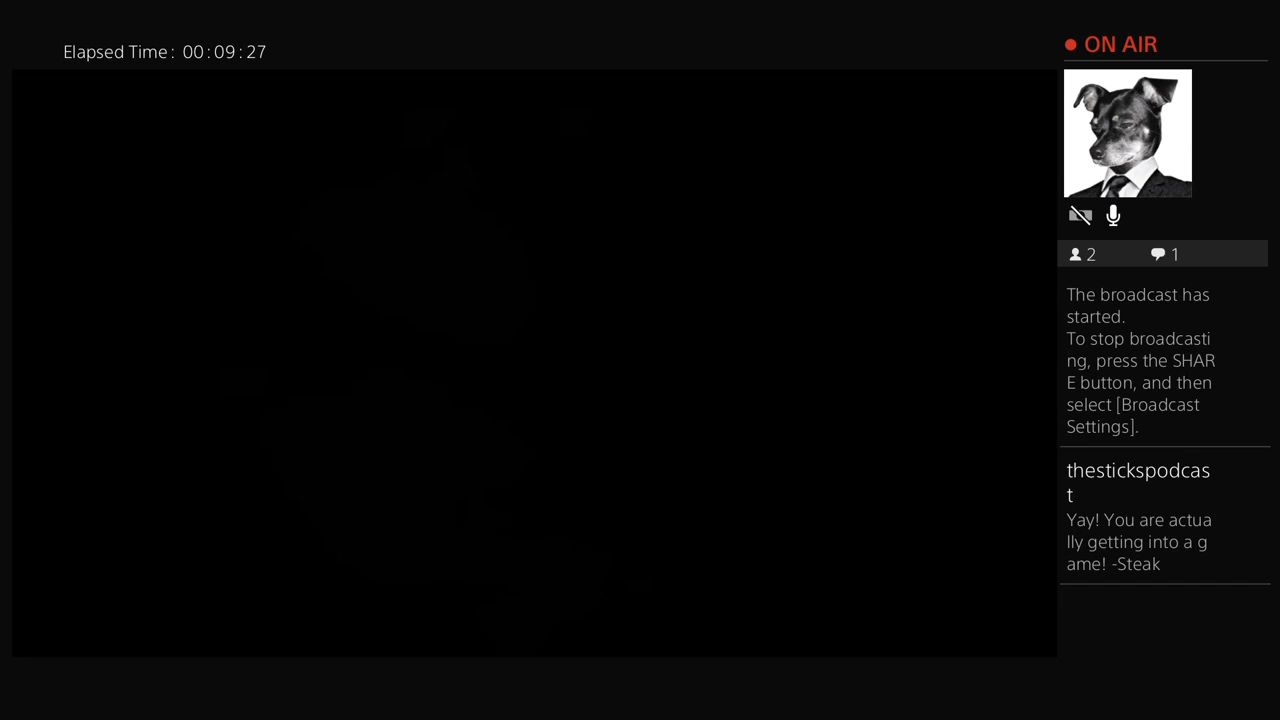 Elapsed Time: 00:09:27
ON AIR
2 1
The broadcast has
started.
To stop broadcasti
ng, press the SHAR
E button, and then
select [Broadcast
Settings].
thestickspodcas
t
Yay! You are actua
lly getting into a g
ame! -Steak